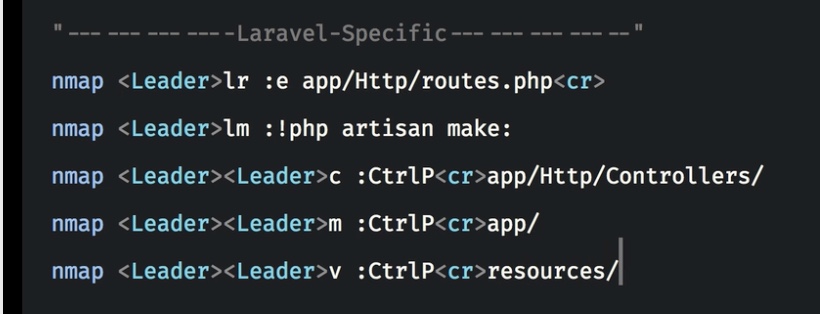 "--- --- --- ----Laravel-Specific--- --- --- --- --"
nmap <Leader>lr :e app/Http/routes.php<cr>
nmap <Leader>lm :!php artisan make:
nmap <Leader><Leader>c :CtrlP<cr>app/Http/Controllers/
nmap <Leader><Leader>m :CtrlP<cr>app/
nmap <Leader><Leader>v :CtrlP<cr>resources/